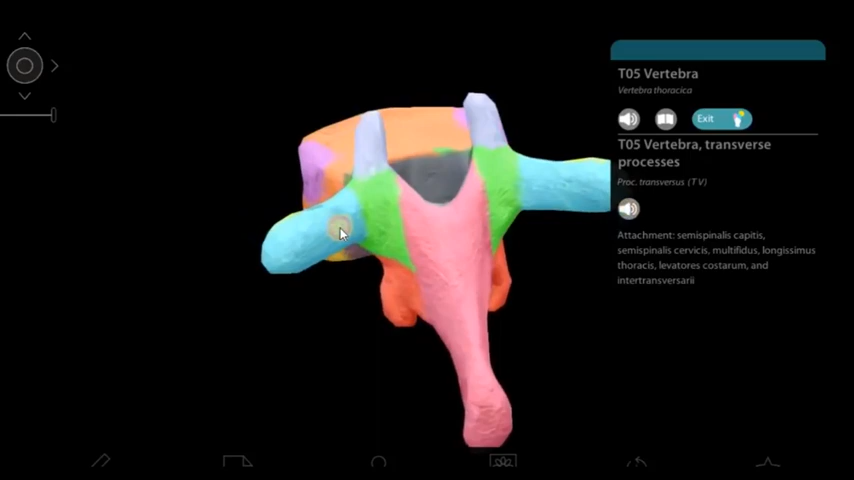 T05 Vertebra
Vertebra thoracica
Exit
T05 Vertebra, transverse
processes
Proc. transversus (T V)
Attachment: semispinalis capitis,
semispinalis cervicis, multifidus, longissimus
thoracis, levatores costarum, and
intertransversarii